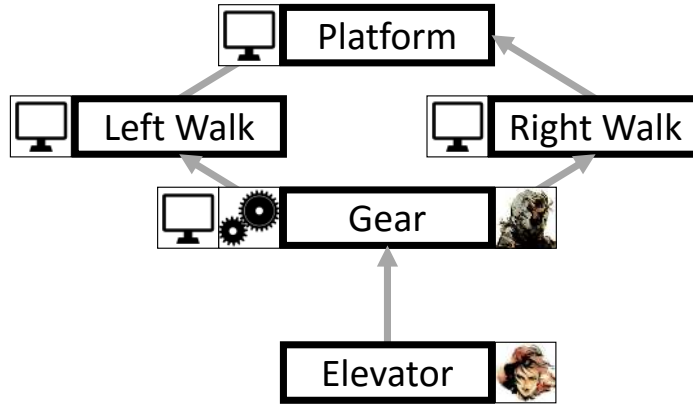 Platform
Left Walk
Right Walk
Gear
Elevator